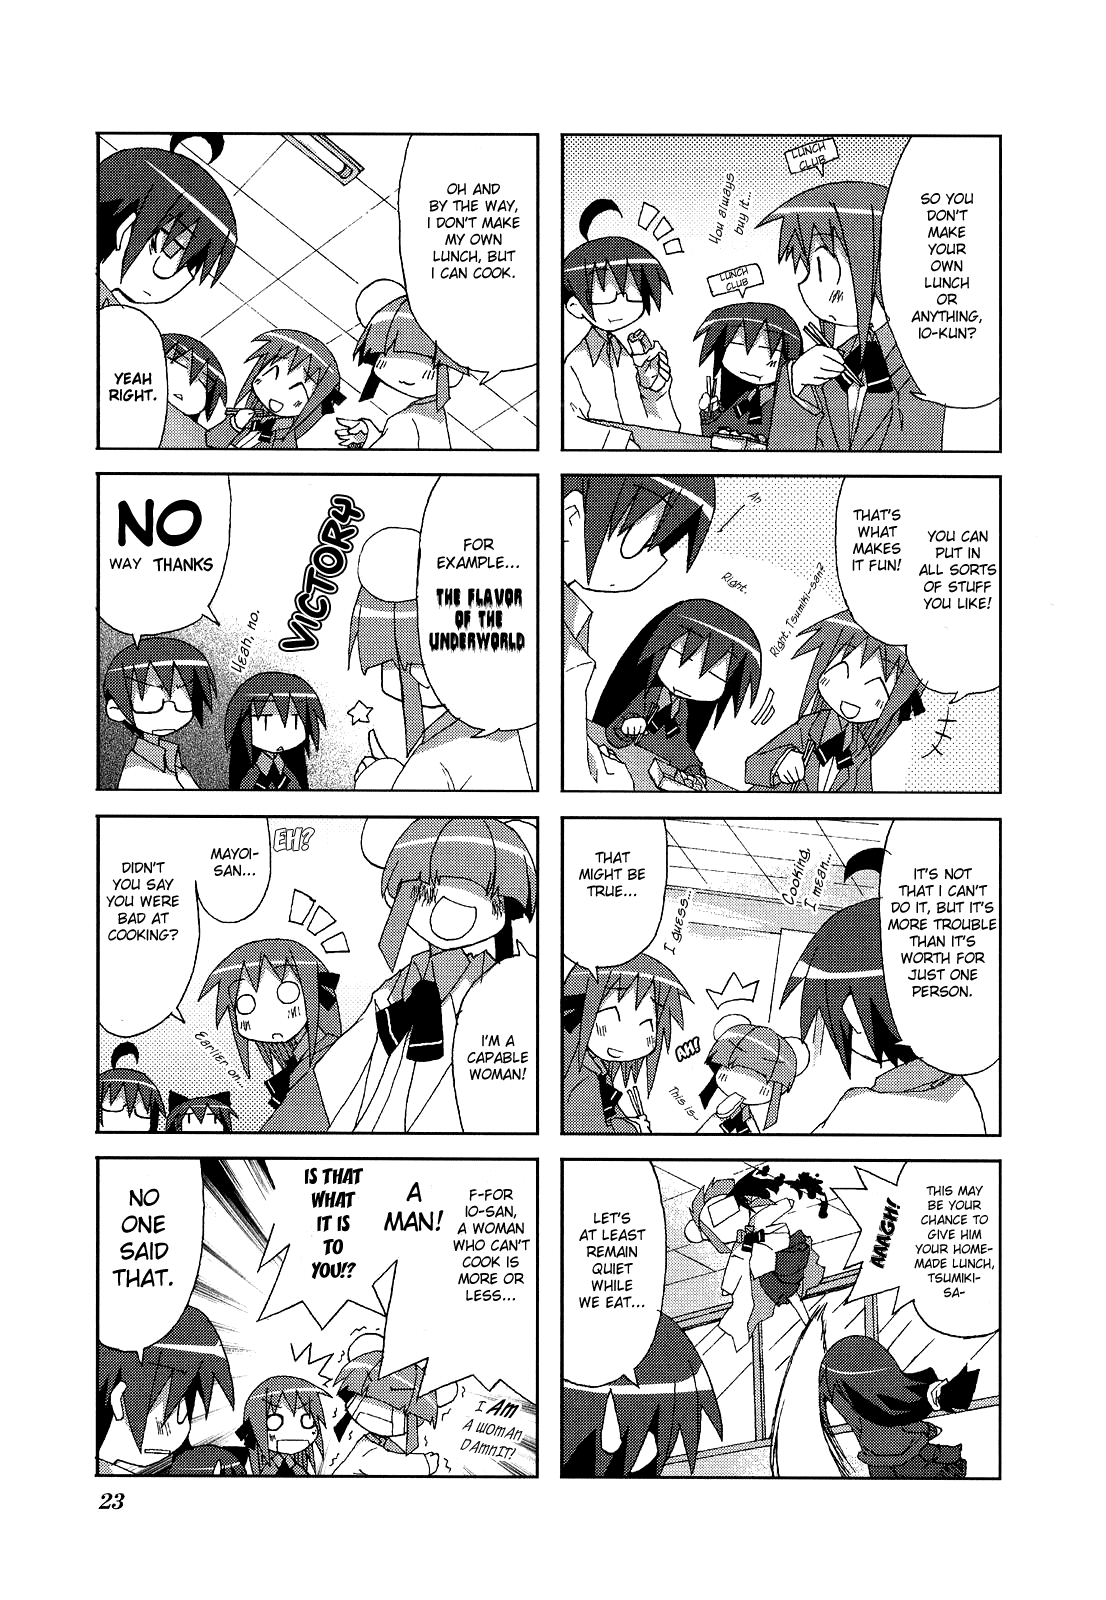 SO YOU
DON'T
MAKE
YOUR
OWN
LUNCH
OR
ANYTHING,
IO-KUN?
LUNCH
CLUB
LUNCH
CLUB
You always
buy it...
YOU CAN
PUT IN
ALL SORTS
OF STUFF
YOU LIKE!
THAT'S
WHAT
MAKES
IT FUN!
Right, Tsumiki-san?
Right.
Ah
IT'S NOT
THAT I CAN'T
DO IT, BUT IT'S
MORE TROUBLE
THAN IT'S
WORTH FOR
JUST ONE
PERSON.
Cooking,
I mean...
THAT
MIGHT BE
TRUE...
I guess...
AH!
This is~
THIS MAY
BE YOUR
CHANCE TO
GIVE HIM
YOUR HOME-
MADE LUNCH,
TSUMIKI-
SA-
AAAGH!
LET'S
AT LEAST
REMAIN
QUIET
WHILE
WE EAT...
OH AND
BY THE WAY,
I DON'T MAKE
MY OWN
LUNCH, BUT
I CAN COOK.
YEAH
RIGHT.
FOR
EXAMPLE...
THE FLAVOR
OF THE
UNDERWORLD
VICTORY
NO
WAY THANKS
Yeah, no.
I'M A
CAPABLE
WOMAN!
EH?
MAYOI-
SAN...
DIDN'T
YOU SAY
YOU WERE
BAD AT
COOKING?
Earlier on...
F-FOR
IO-SAN,
A WOMAN
WHO CAN'T
COOK IS
MORE OR
LESS...
A
MAN!
IS THAT
WHAT
IT IS
TO
YOU!?
I AM
A WOMAN
DAMNIT!
NO
ONE
SAID
THAT.
23